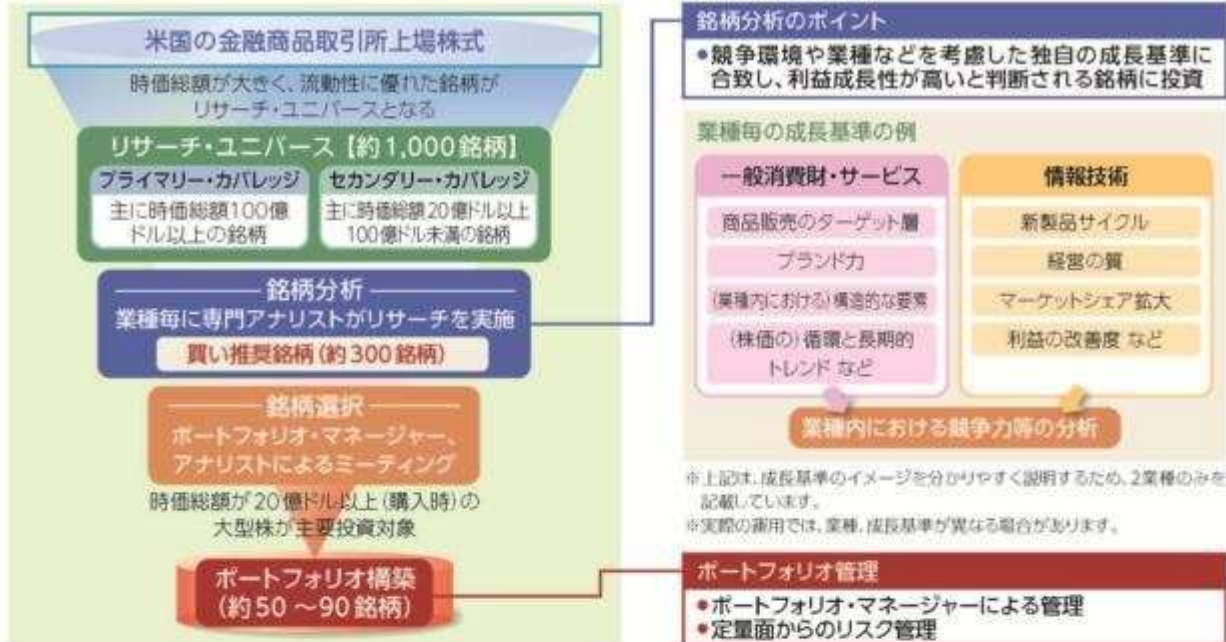 米国の金融商品取引所上場株式
時価総額が大きく、流動性に優れた銘柄が
リサーチ・ユニバースとなる
リサーチ・ユニバース【約1,000銘柄】
プライマリー・カバレッジ
主に時価総額100億
ドル以上の銘柄
セカンダリー・カバレッジ
主に時価総額20億ドル以上
100億ドル未満の銘柄
銘柄分析
業種毎に専門アナリストがリサーチを実施
買い推奨銘柄(約300銘柄)
銘柄選択
ポートフォリオ・マネージャー、
アナリストによるミーティング
時価総額が20億ドル以上(購入時)の
大型株が主要投資対象
ポートフォリオ構築
(約50～90銘柄)
銘柄分析のポイント
●競争環境や業種などを考慮した独自の成長基準に
合致し、利益成長性が高いと判断される銘柄に投資
業種毎の成長基準の例
一般消費財・サービス
商品販売のターゲット層
ブランド力
(業種内における)構造的な要素
(株価の)循環と長期的
トレンド など
情報技術
新製品サイクル
経営の質
マーケットシェア拡大
利益の改善度 など
業種内における競争力等の分析
※上記は、成長基準のイメージを分かりやすく説明するため、2業種のみを
記載しています。
※実際の運用では、業種、成長基準が異なる場合があります。
ポートフォリオ管理
●ポートフォリオ・マネージャーによる管理
●定量面からのリスク管理